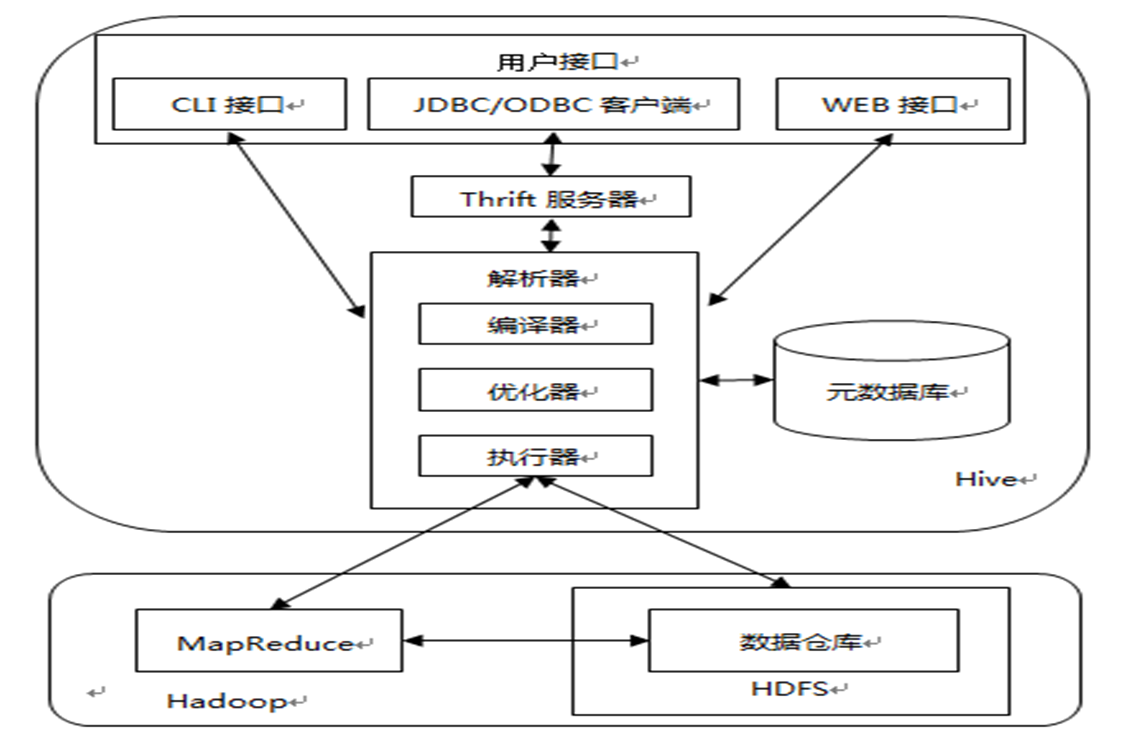 用户接口
CLI 接口
JDBC/ODBC 客户端
WEB 接口
Thrift 服务器
解析器
编译器
优化器
元数据库
执行器
Hive
MapReduce
数据仓库
HDFS
Hadoop